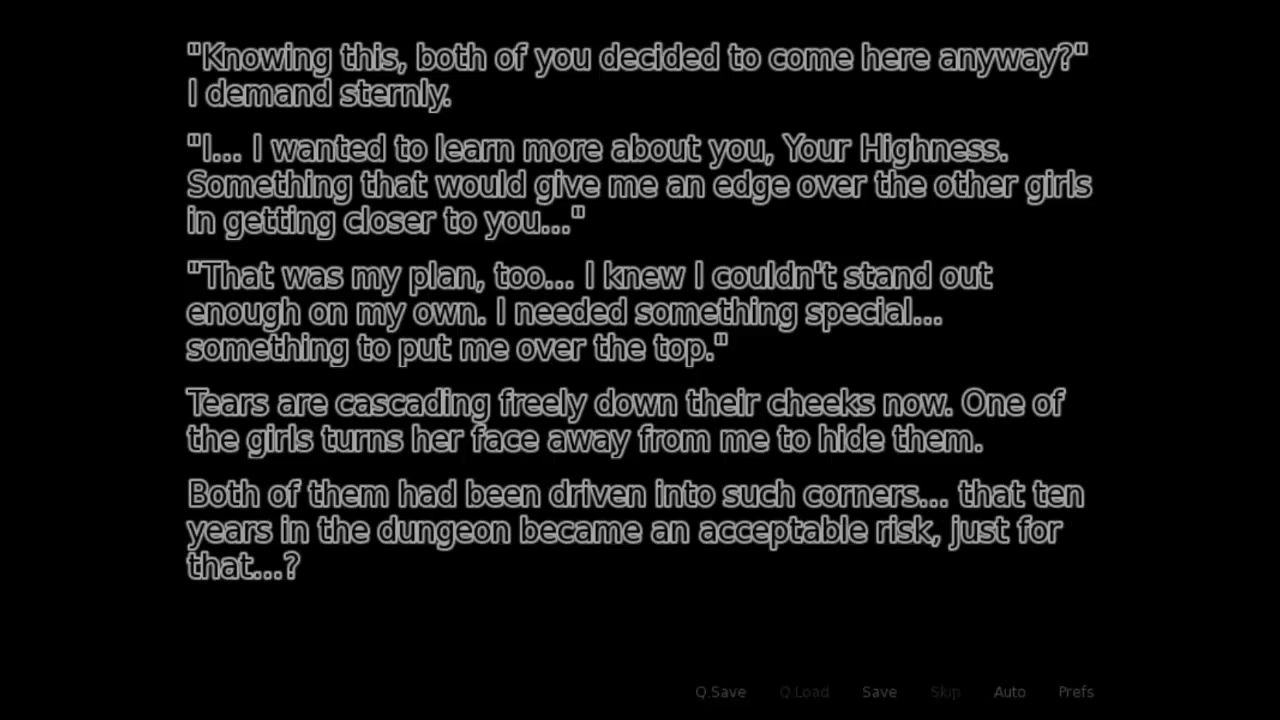 "Knowing this, both of you decided to come here anyway?"
I demand sternly.
"I... I wanted to learn more about you, Your Highness.
Something that would give me an edge over the other girls
in getting closer to you..."
"That was my plan, too... I knew I couldn't stand out
enough on my own. I needed something special...
something to put me over the top."
Tears are cascading freely down their cheeks now. One of
the girls turns her face away from me to hide them.
Both of them had been driven into such corners... that ten
years in the dungeon became an acceptable risk, just for
that...?
Q.Save Q.Load Save Skip Auto Prefs